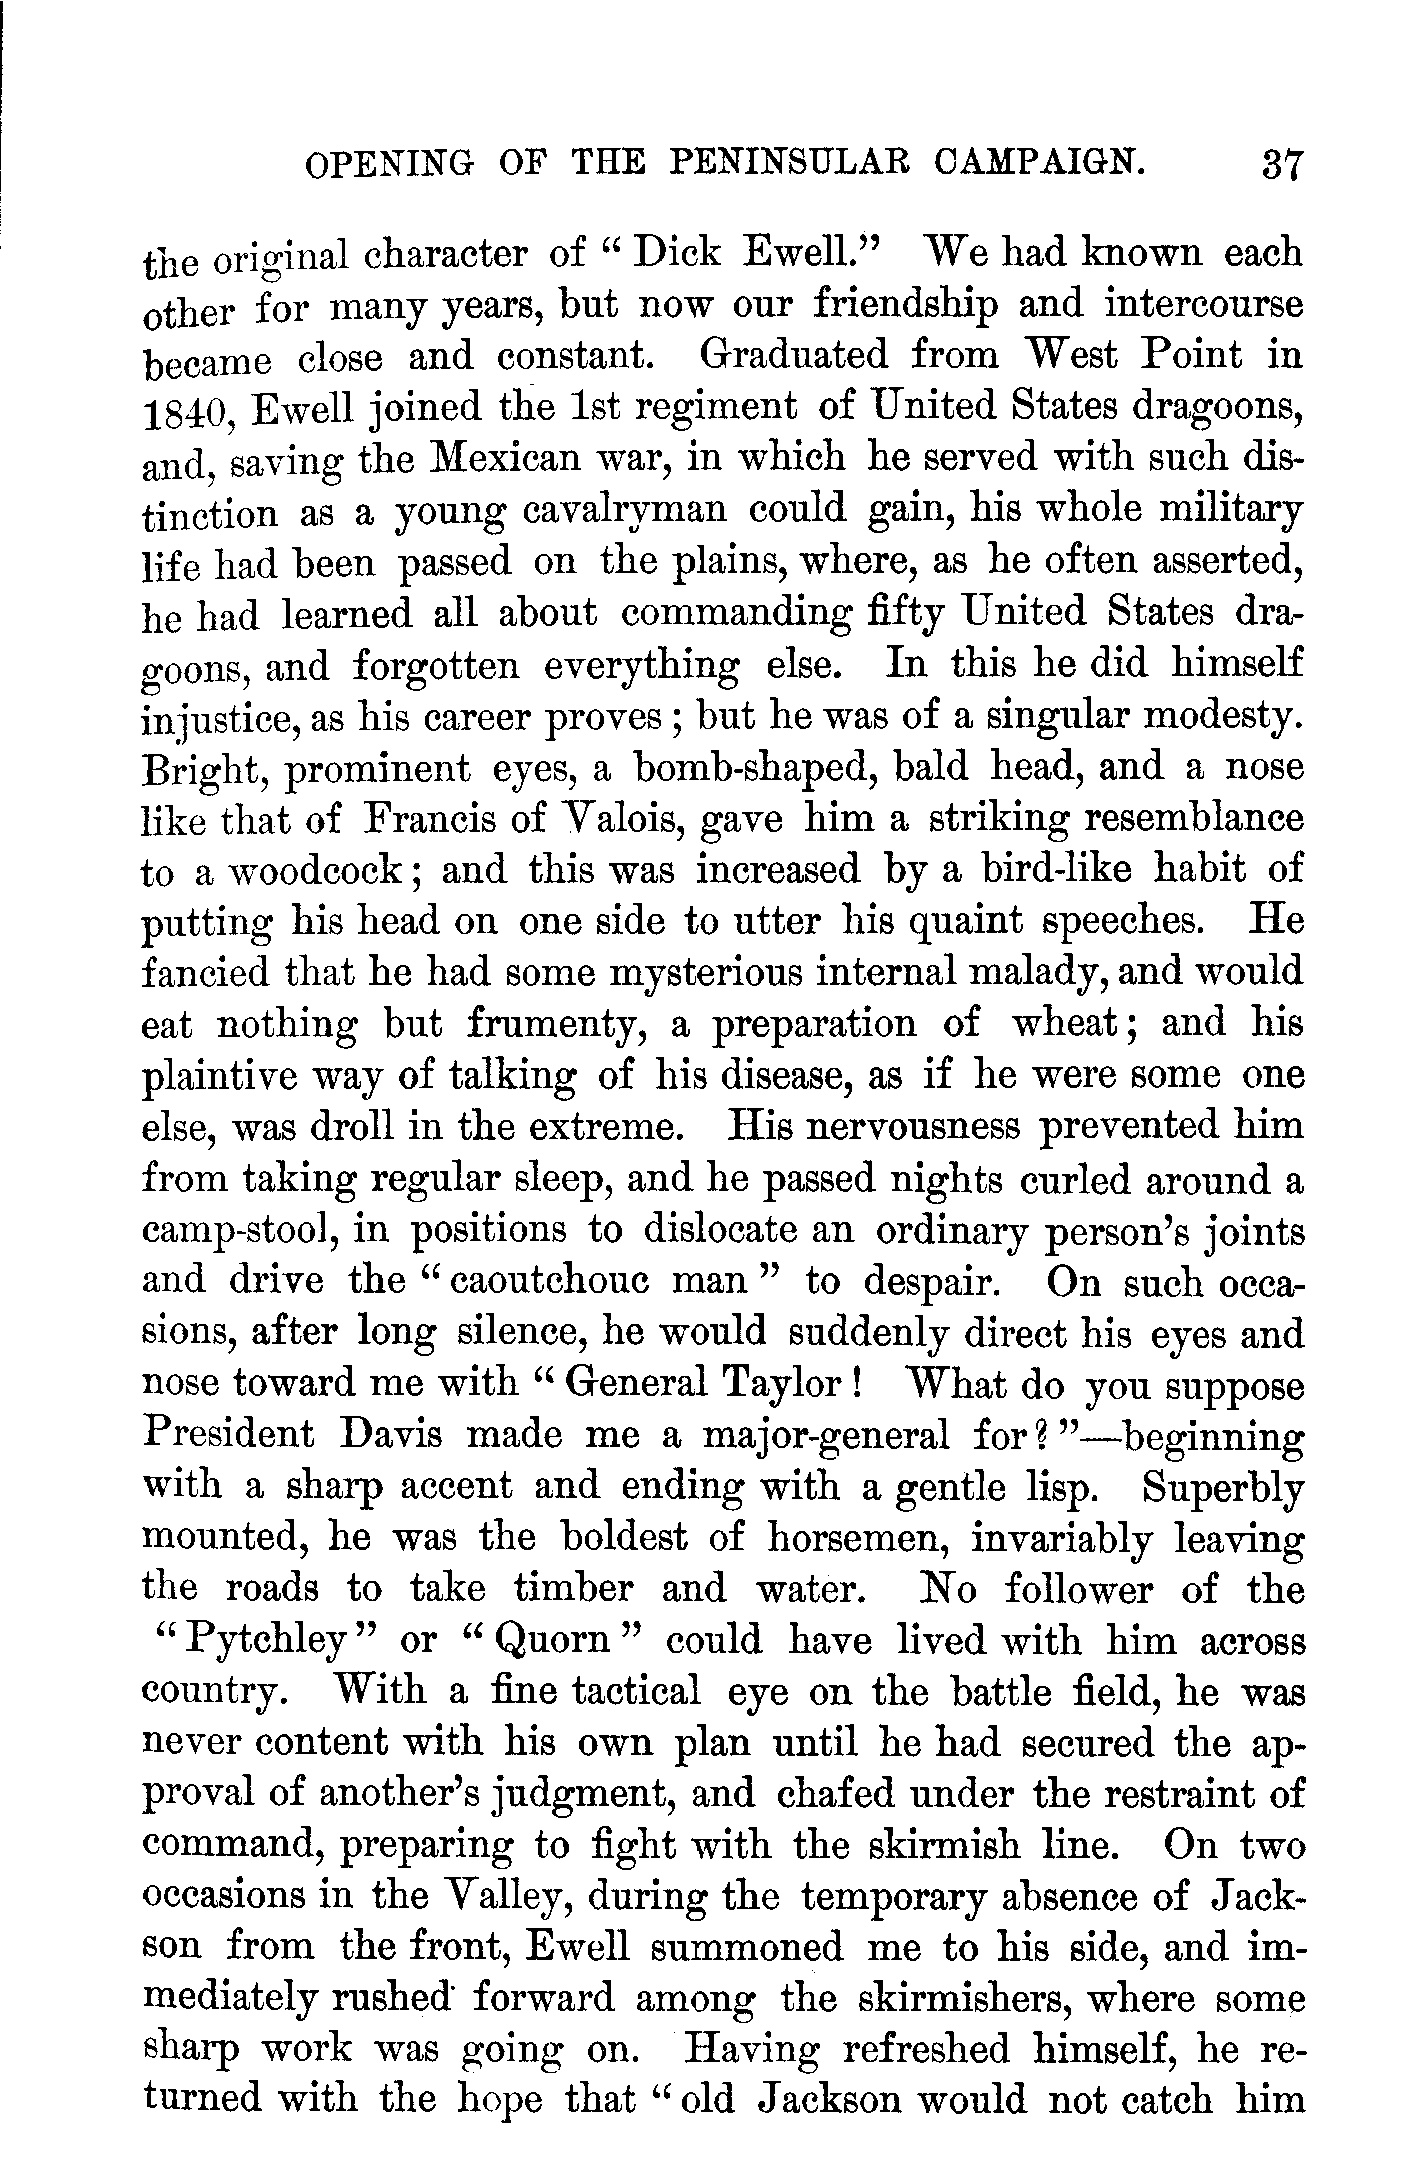 OPENING OF THE PENINSULAR CAMPAIGN. 37
the original character of “Dick Ewell.” We had known each
other for many years, but now our friendship and intercourse
became close and constant. Graduated from West Point in
1840, Ewell joined the 1st regiment of United States dragoons,
and, saving the Mexican war, in which he served with such dis-
tinction as a young cavalryman could gain, his whole military
life had been passed on the plains, where, as he often asserted,
he had learned all about commanding fifty United States dra-
goons, and forgotten everything else. In this he did himself
injustice, as his career proves; but he was of a singular modesty.
Bright, prominent eyes, a bomb-shaped, bald head, and a nose
like that of Francis of Valois, gave him a striking resemblance
to a woodcock; and this was increased by a bird-like habit of
putting his head on one side to utter his quaint speeches. He
fancied that he had some mysterious internal malady, and would
eat nothing but frumenty, a preparation of wheat; and his
plaintive way of talking of his disease, as if he were some one
else, was droll in the extreme. His nervousness prevented him
from taking regular sleep, and he passed nights curled around a
camp-stool, in positions to dislocate an ordinary person’s joints
and drive the “caoutchouc man” to despair. On such occa-
sions, after long silence, he would suddenly direct his eyes and
nose toward me with “General Taylor! What do you suppose
President Davis made me a major-general for?”—beginning
with a sharp accent and ending with a gentle lisp. Superbly
mounted, he was the boldest of horsemen, invariably leaving
the roads to take timber and water. No follower of the
“Pytchley” or “Quorn” could have lived with him across
country. With a fine tactical eye on the battle field, he was
never content with his own plan until he had secured the ap-
proval of another’s judgment, and chafed under the restraint of
command, preparing to fight with the skirmish line. On two
occasions in the Valley, during the temporary absence of Jack-
son from the front, Ewell summoned me to his side, and im-
mediately rushed forward among the skirmishers, where some
sharp work was going on. Having refreshed himself, he re-
turned with the hope that “old Jackson would not catch him